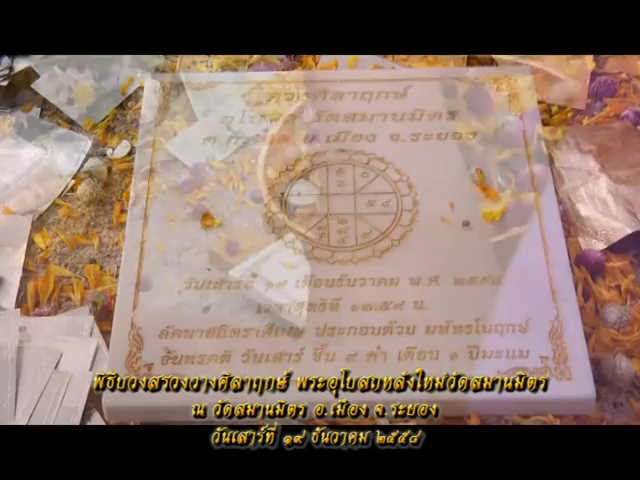 ดวงศิลาฤกษ์
อุโบสถ วัดสมานมิตร
อ.เมือง จ.ระยอง
วันเสาร์ที่ ๑๙ เดือนธันวาคม พ.ศ. ๒๕๕๘
เวลาสุทธิที่ น.
ลัคนาสถิตราศีเมษ ประกอบด้วย มหัทธโนฤกษ์
จันทรคติ วันเสาร์ ขึ้น ๙ ค่ำ เดือน ๑ ปีมะแม
พิธีบวงสรวงวางศิลาฤกษ์ พระอุโบสถหลังใหม่วัดสมานมิตร
ณ วัดสมานมิตร อ.เมือง จ.ระยอง
วันเสาร์ที่ ๑๙ ธันวาคม ๒๕๕๘